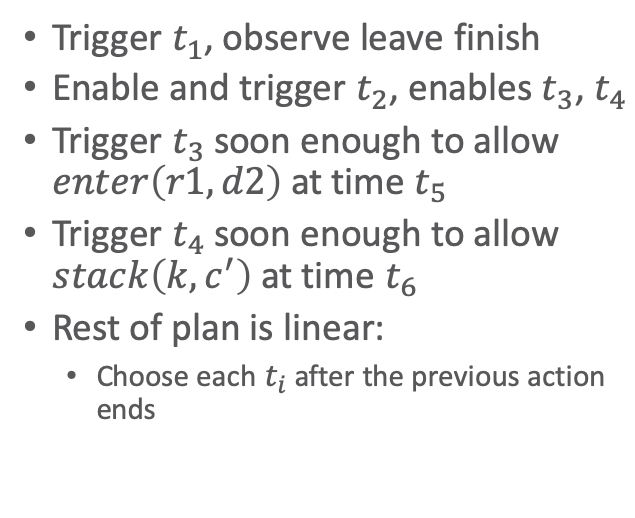 • Trigger t₁, observe leave finish
• Enable and trigger t₂, enables t₃, t₄
• Trigger t₃ soon enough to allow
enter(r1, d2) at time t₅
• Trigger t₄ soon enough to allow
stack(k, c′) at time t₆
• Rest of plan is linear:
• Choose each tᵢ after the previous action
ends